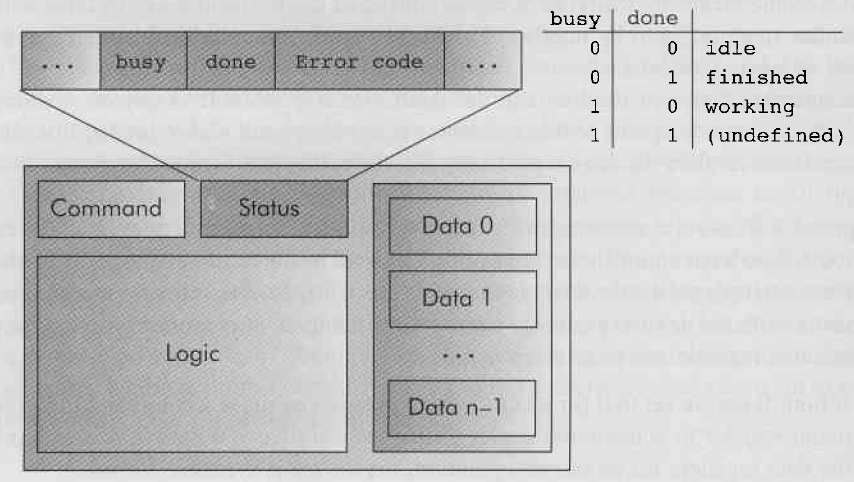 busy done
0 0 idle
0 1 finished
1 0 working
1 1 (undefined)
... busy done Error code ...
Command Status
Data 0
Data 1
...
Data n–1
Logic